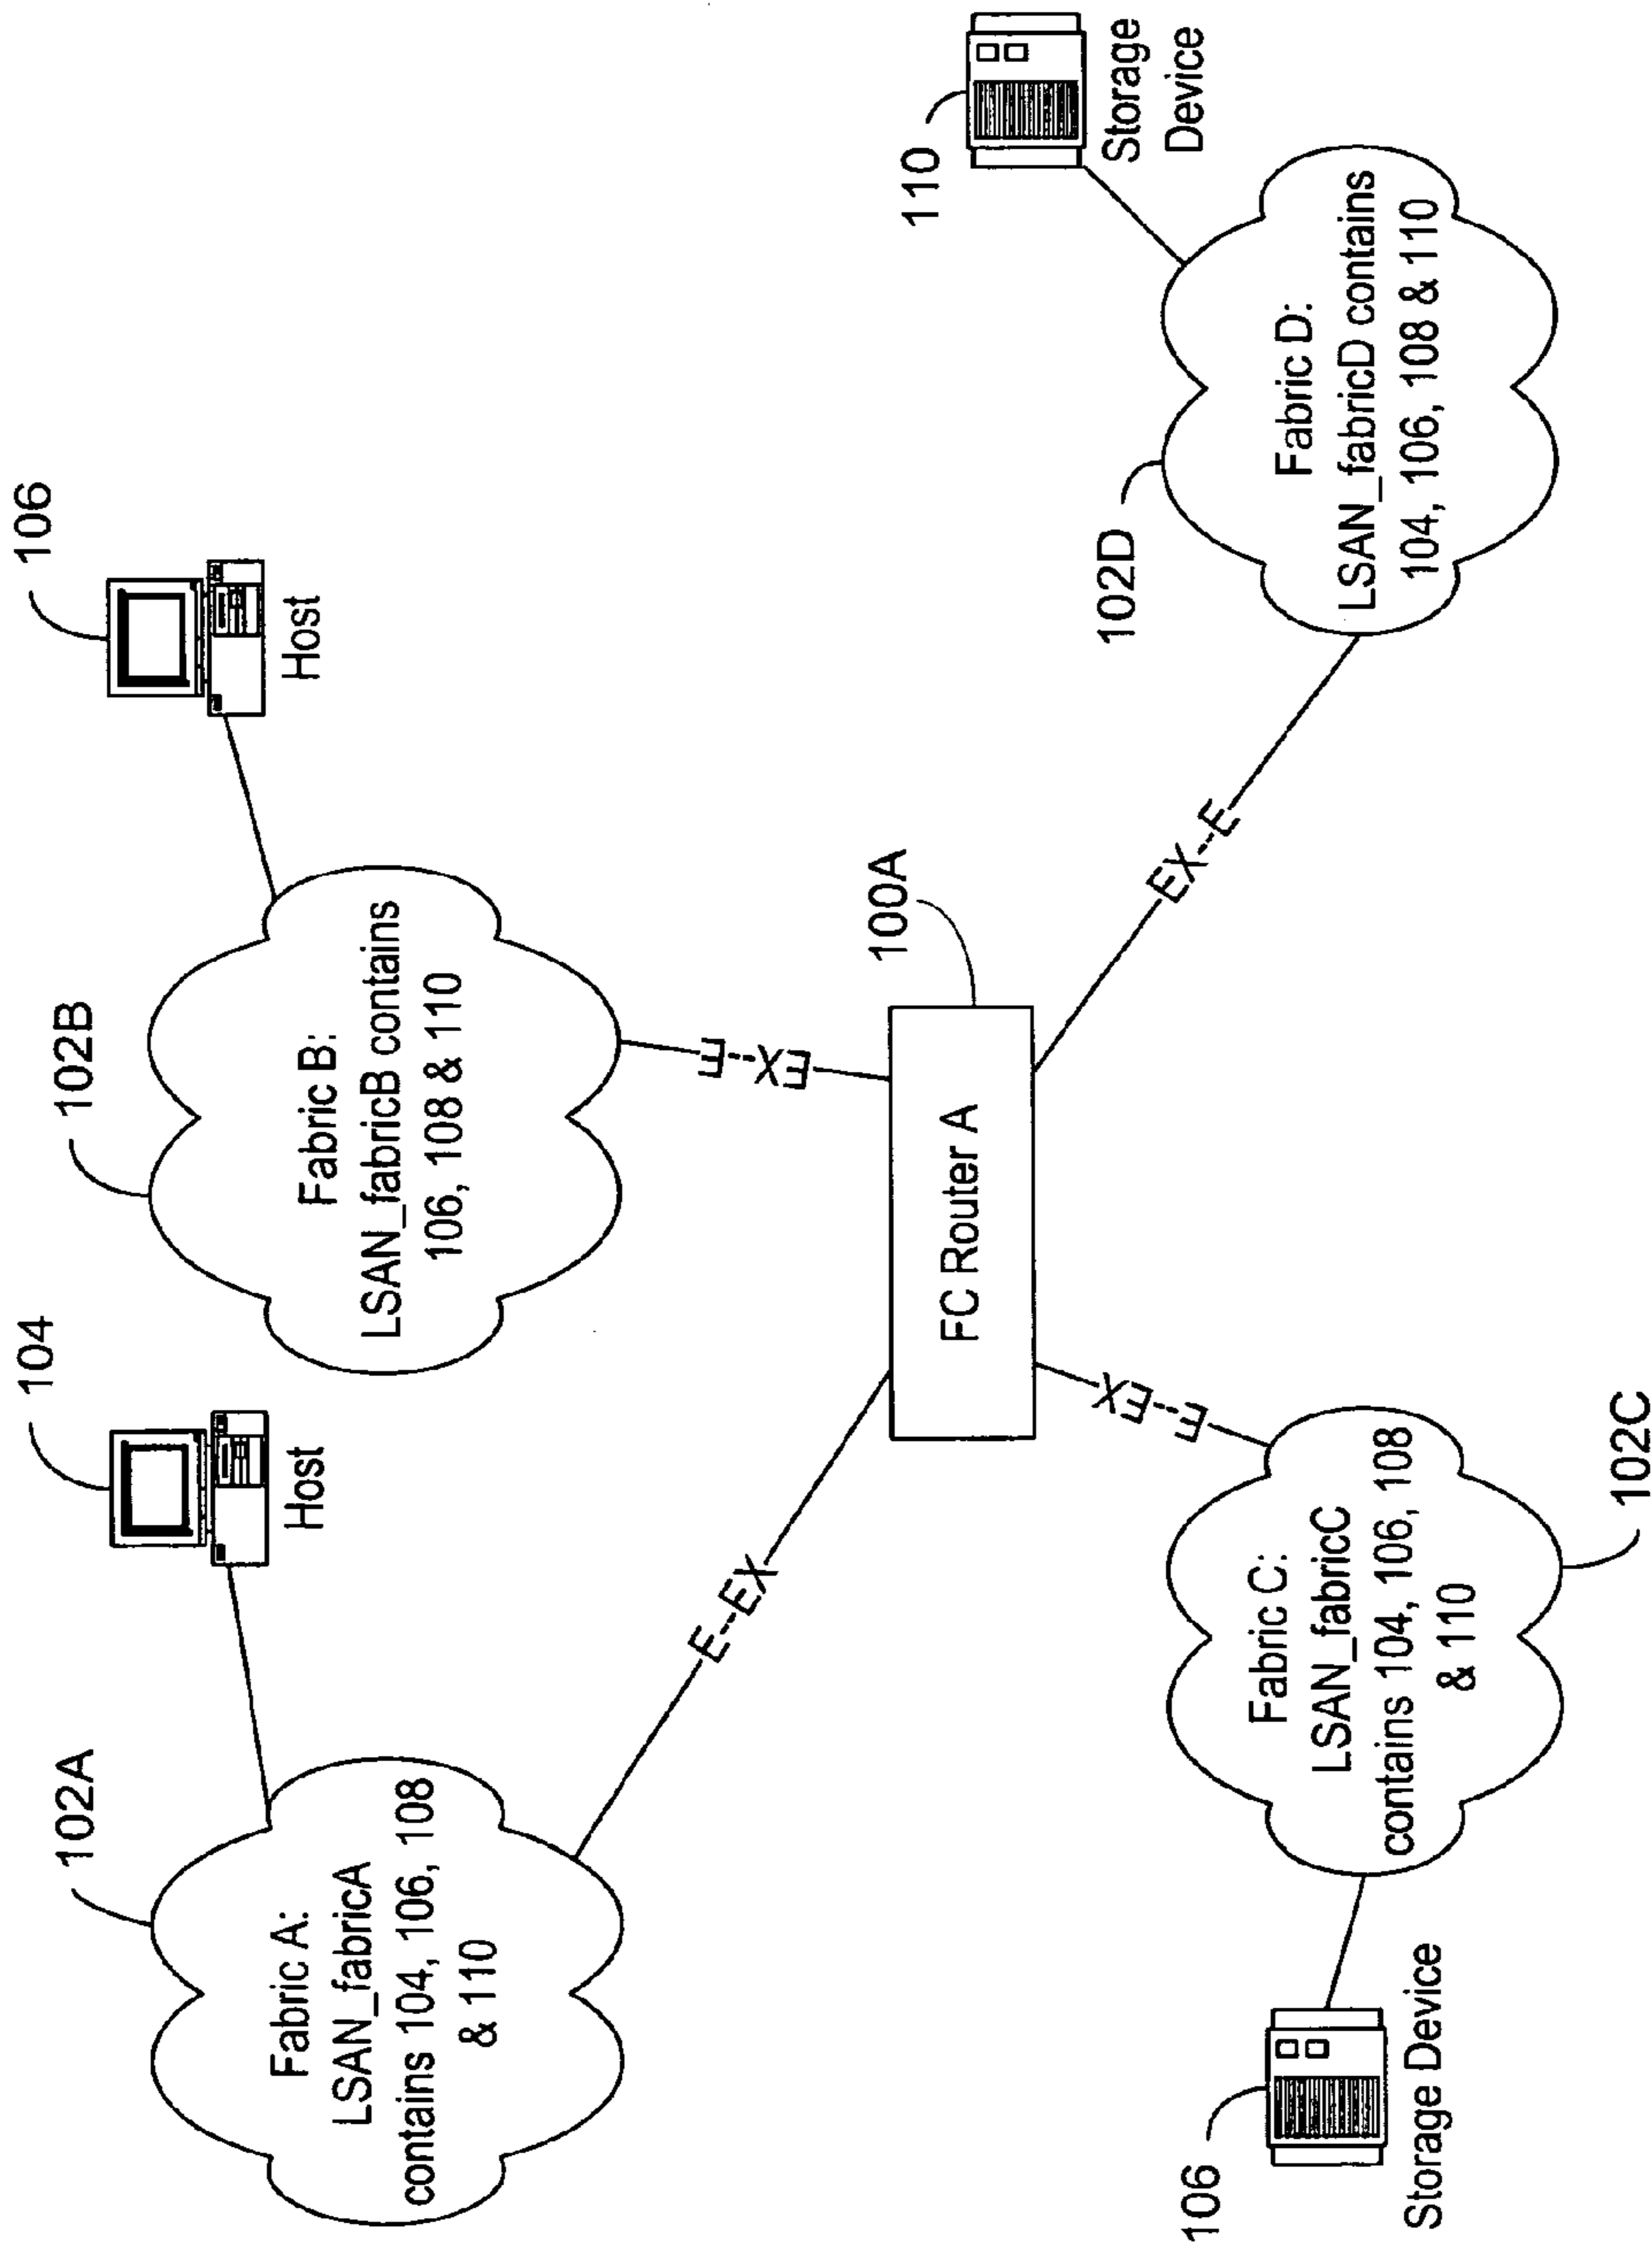 104
Host
106
Host
102A
102B
Fabric A:
LSAN_fabricA
contains 104, 106, 108
& 110
Fabric B:
LSAN_fabricB contains
106, 108 & 110
E--EX
E--EX
100A
FC Router A
EX--E
EX--E
106
Storage Device
Fabric C:
LSAN_fabricC
contains 104, 106, 108
& 110
102C
102D
Fabric D:
LSAN_fabricD contains
104, 106, 108 & 110
110
Storage
Device